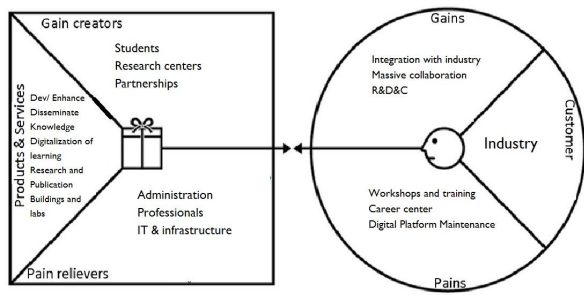 Gain creators
Students
Research centers
Partnerships
Products & Services
Dev/ Enhance
Disseminate
Knowledge
Digitalization of
learning
Research and
Publication
Buildings and
labs
Administration
Professionals
IT & infrastructure
Pain relievers
Gains
Integration with industry
Massive collaboration
R&D&C
Customer
Industry
Workshops and training
Career center
Digital Platform Maintenance
Pains